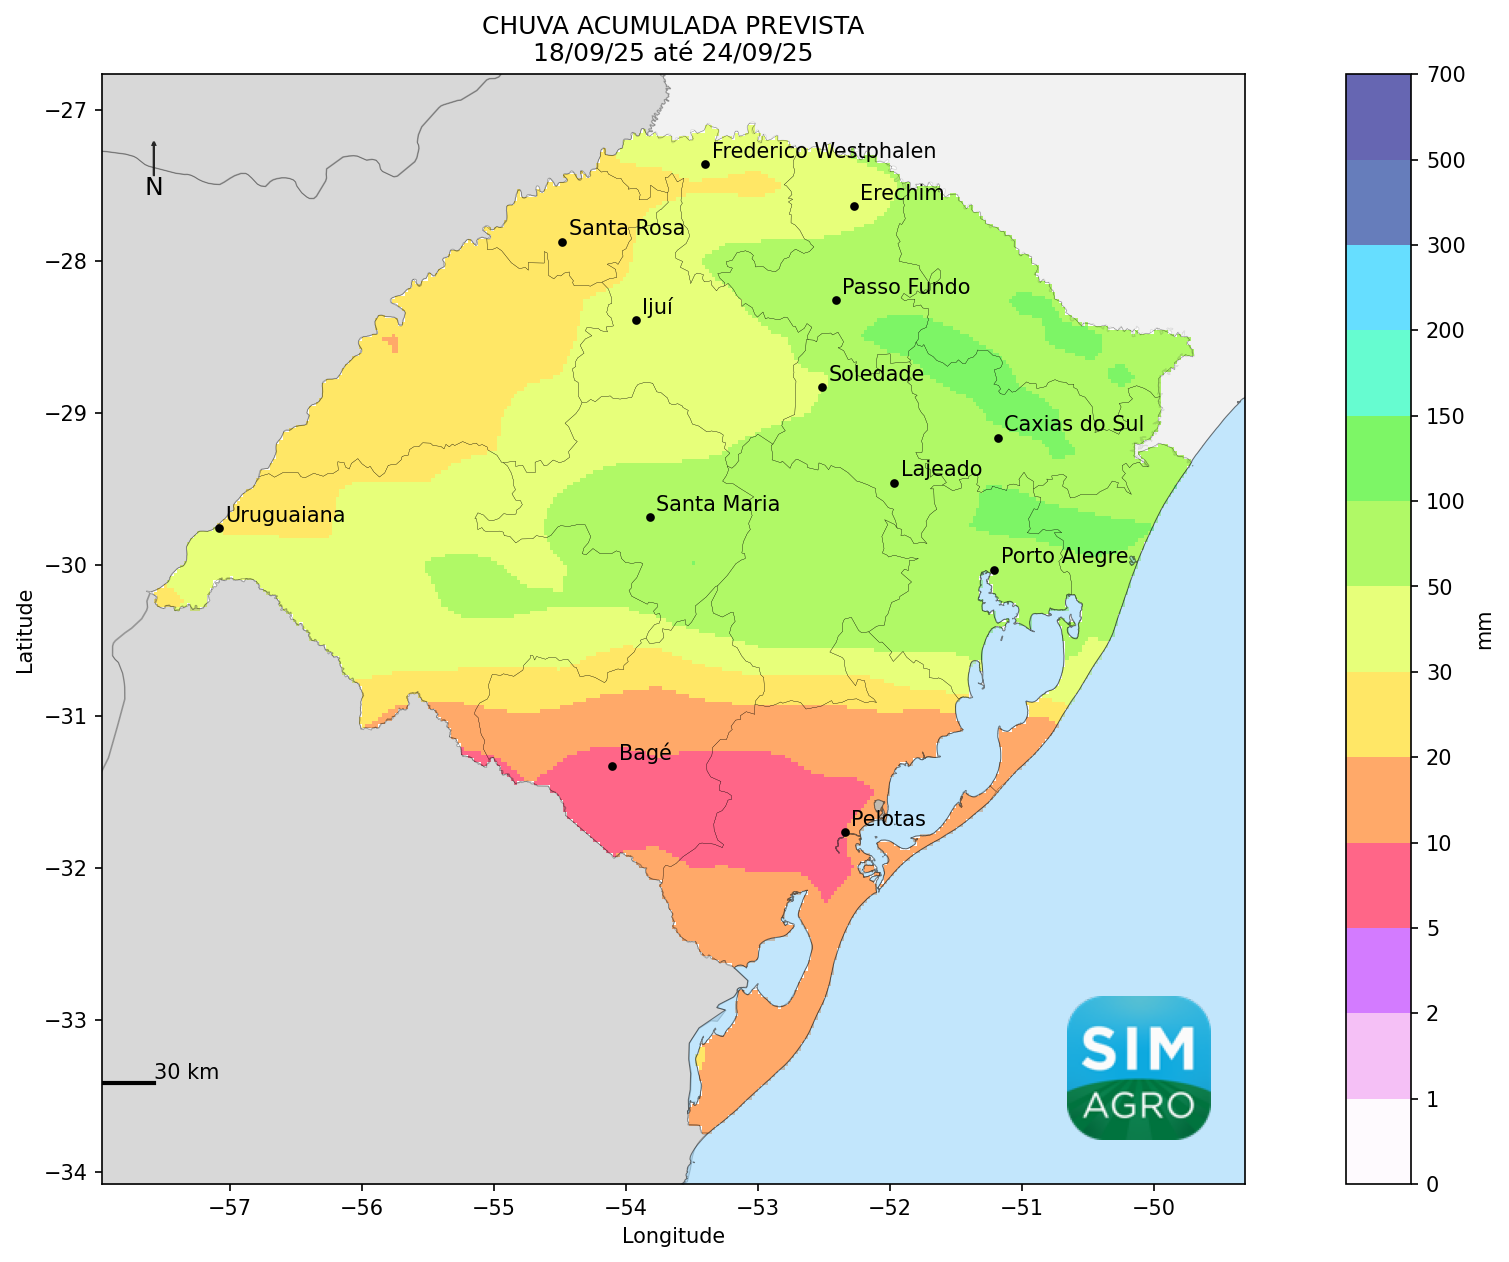 CHUVA ACUMULADA PREVISTA
18/09/25 até 24/09/25
−27
−28
−29
−30
−31
−32
−33
−34
Latitude
N
Frederico Westphalen
Erechim
Santa Rosa
Passo Fundo
Ijuí
Soledade
Caxias do Sul
Lajeado
Santa Maria
Uruguaiana
Porto Alegre
Bagé
Pelotas
30 km
SIM
AGRO
−57
−56
−55
−54
−53
−52
−51
−50
Longitude
700
500
300
200
150
100
50
30
20
10
5
2
1
0
mm